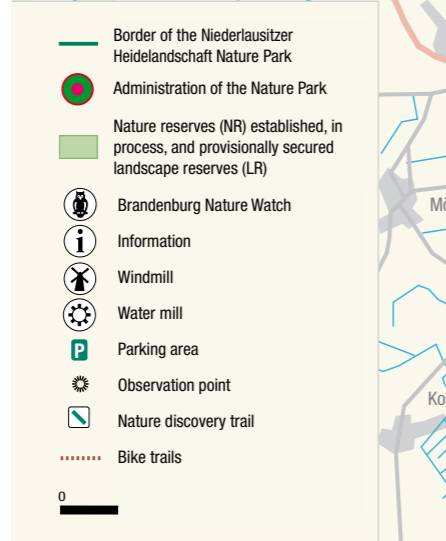 Border of the Niederlausitzer
Heidelandschaft Nature Park
Administration of the Nature Park
Nature reserves (NR) established, in
process, and provisionally secured
landscape reserves (LR)
Brandenburg Nature Watch
i
Information
Windmill
Water mill
P
Parking area
Observation point
Nature discovery trail
Bike trails
0
Mö
Ko